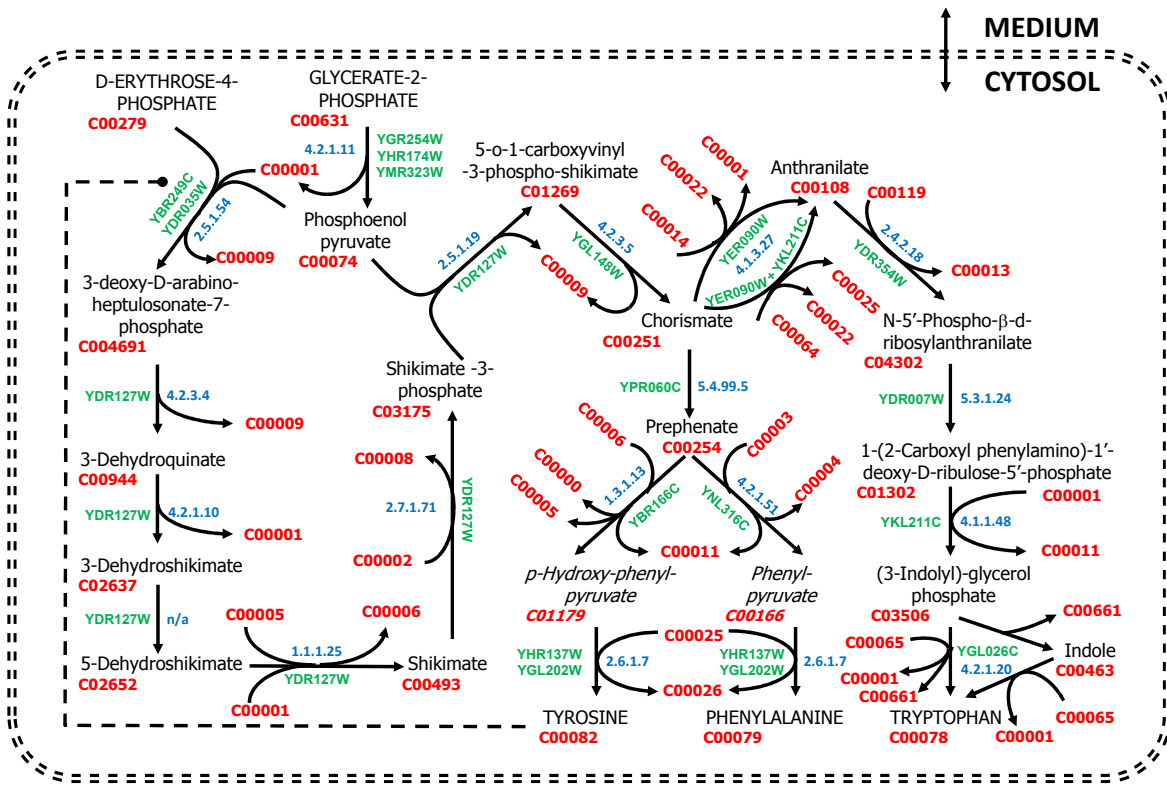 MEDIUM
CYTOSOL
D-ERYTHROSE-4-
PHOSPHATE
C00279
GLYCERATE-2-
PHOSPHATE
C00631
4.2.1.11
YGR254W
YHR174W
YMR323W
C00001
YBR249C
YDR035W
2.5.1.54
C00009
Phosphoenol
pyruvate
C00074
3-deoxy-D-arabino-
heptulosonate-7-
phosphate
C004691
YDR127W
4.2.3.4
C00009
3-Dehydroquinate
C00944
YDR127W
4.2.1.10
C00001
3-Dehydroshikimate
C02637
YDR127W
n/a
5-Dehydroshikimate
C02652
C00005
C00006
1.1.1.25
YDR127W
C00001
Shikimate
C00493
C00008
2.7.1.71
YDR127W
C00002
Shikimate -3-
phosphate
C03175
2.5.1.19
YDR127W
C00009
5-o-1-carboxyvinyl
-3-phospho-shikimate
C01269
4.2.3.5
YGL148W
Chorismate
C00251
C00014
C00022
C00001
YER090W
4.1.3.27
YER090W+YKL211C
C00064
C00022
C00025
Anthranilate
C00108
C00119
2.4.2.18
YDR354W
C00013
N-5′-Phospho-β-d-
ribosylanthranilate
C04302
YDR007W
5.3.1.24
1-(2-Carboxyl phenylamino)-1′-
deoxy-D-ribulose-5′-phosphate
C01302
C00001
YKL211C
4.1.1.48
C00011
(3-Indolyl)-glycerol
phosphate
C03506
C00661
C00065
YGL026C
Indole
C00463
C00001
C00661
4.2.1.20
C00065
C00001
TRYPTOPHAN
C00078
YPR060C
5.4.99.5
Prephenate
C00254
C00006
C00003
C00000
C00005
1.3.1.13
YBR166C
YNL316C
4.2.1.51
C00004
C00011
p-Hydroxy-phenyl-
pyruvate
C01179
Phenyl-
pyruvate
C00166
C00025
YHR137W
YGL202W
2.6.1.7
YHR137W
YGL202W
2.6.1.7
C00026
TYROSINE
C00082
PHENYLALANINE
C00079